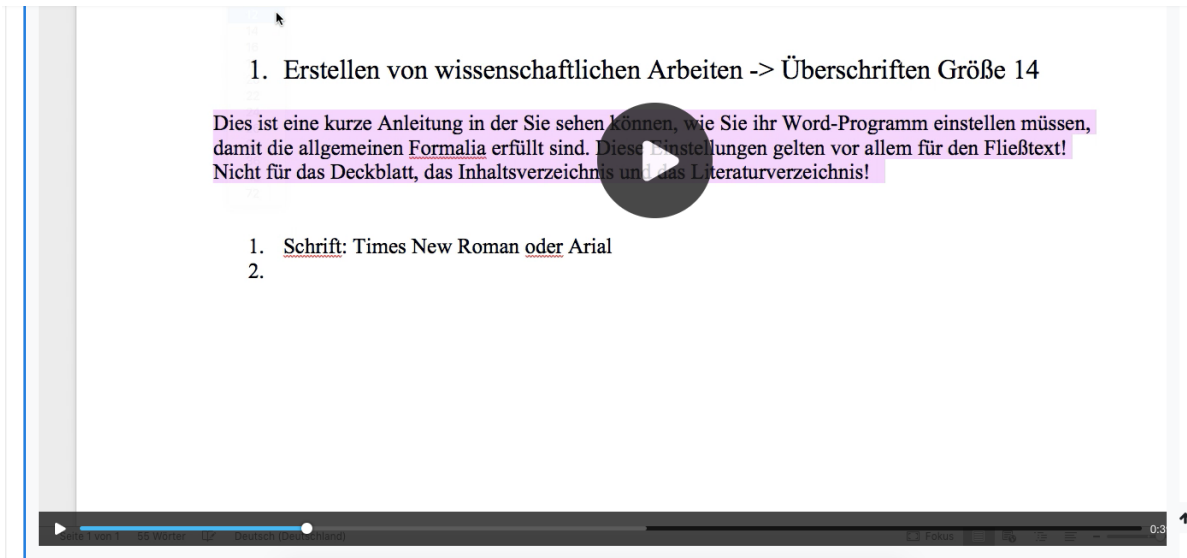 1. Erstellen von wissenschaftlichen Arbeiten -> Überschriften Größe 14
Dies ist eine kurze Anleitung in der Sie sehen können, wie Sie ihr Word-Programm einstellen müssen,
damit die allgemeinen Formalia erfüllt sind. Diese Einstellungen gelten vor allem für den Fließtext!
Nicht für das Deckblatt, das Inhaltsverzeichnis und das Literaturverzeichnis!
1. Schrift: Times New Roman oder Arial
2.
Seite 1 von 1 55 Wörter Deutsch (Deutschland) Fokus